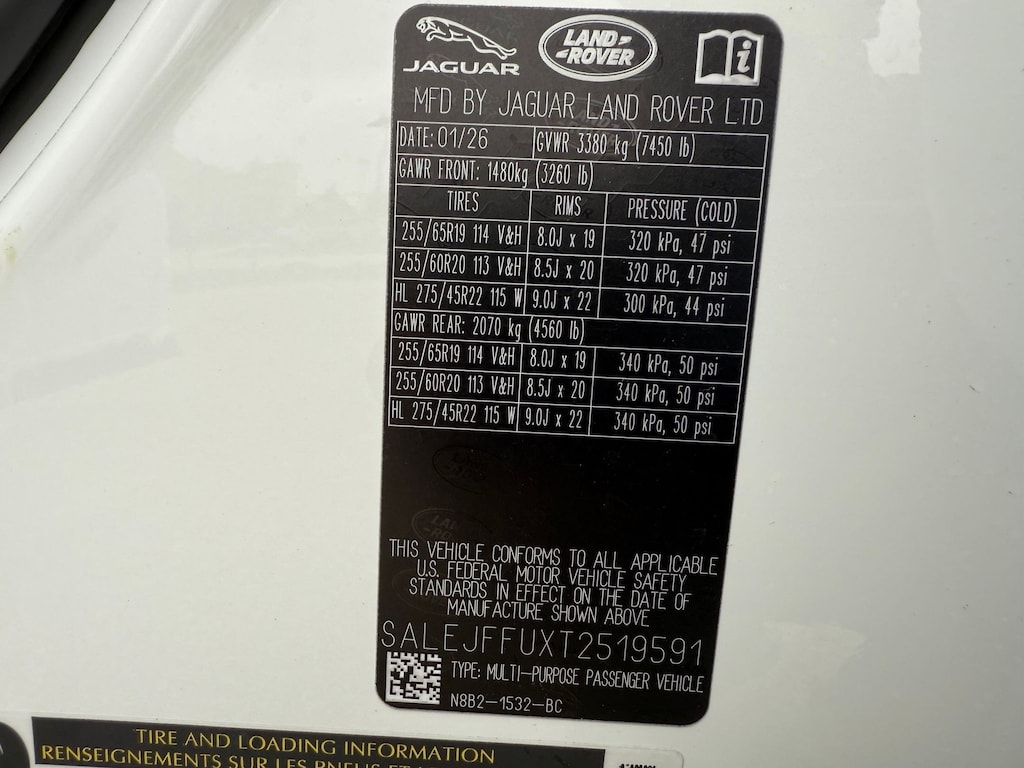 JAGUAR LAND ROVER
MFD BY JAGUAR LAND ROVER LTD
DATE: 01/26 GVWR 3380 kg (7450 lb)
GAWR FRONT: 1480kg (3260 lb)
TIRES RIMS PRESSURE (COLD)
255/65R19 114 V&H 8.0J x 19 320 kPa, 47 psi
255/60R20 113 V&H 8.5J x 20 320 kPa, 47 psi
HL 275/45R22 115 W 9.0J x 22 300 kPa, 44 psi
GAWR REAR: 2070 kg (4560 lb)
255/65R19 114 V&H 8.0J x 19 340 kPa, 50 psi
255/60R20 113 V&H 8.5J x 20 340 kPa, 50 psi
HL 275/45R22 115 W 9.0J x 22 340 kPa, 50 psi
THIS VEHICLE CONFORMS TO ALL APPLICABLE
U.S. FEDERAL MOTOR VEHICLE SAFETY
STANDARDS IN EFFECT ON THE DATE OF
MANUFACTURE SHOWN ABOVE
SALEJFFUXT2519591
TYPE: MULTI-PURPOSE PASSENGER VEHICLE
N8B2-1532-BC
TIRE AND LOADING INFORMATION
RENSEIGNEMENTS SUR LES PNEUS ET